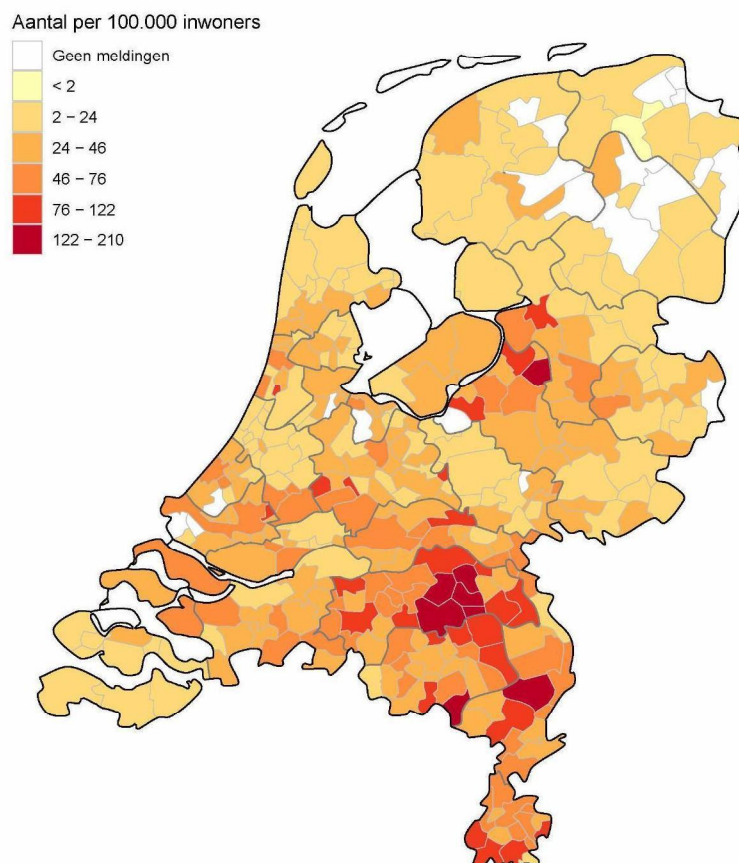 Aantal per 100.000 inwoners
Geen meldingen
< 2
2 – 24
24 – 46
46 – 76
76 – 122
122 – 210